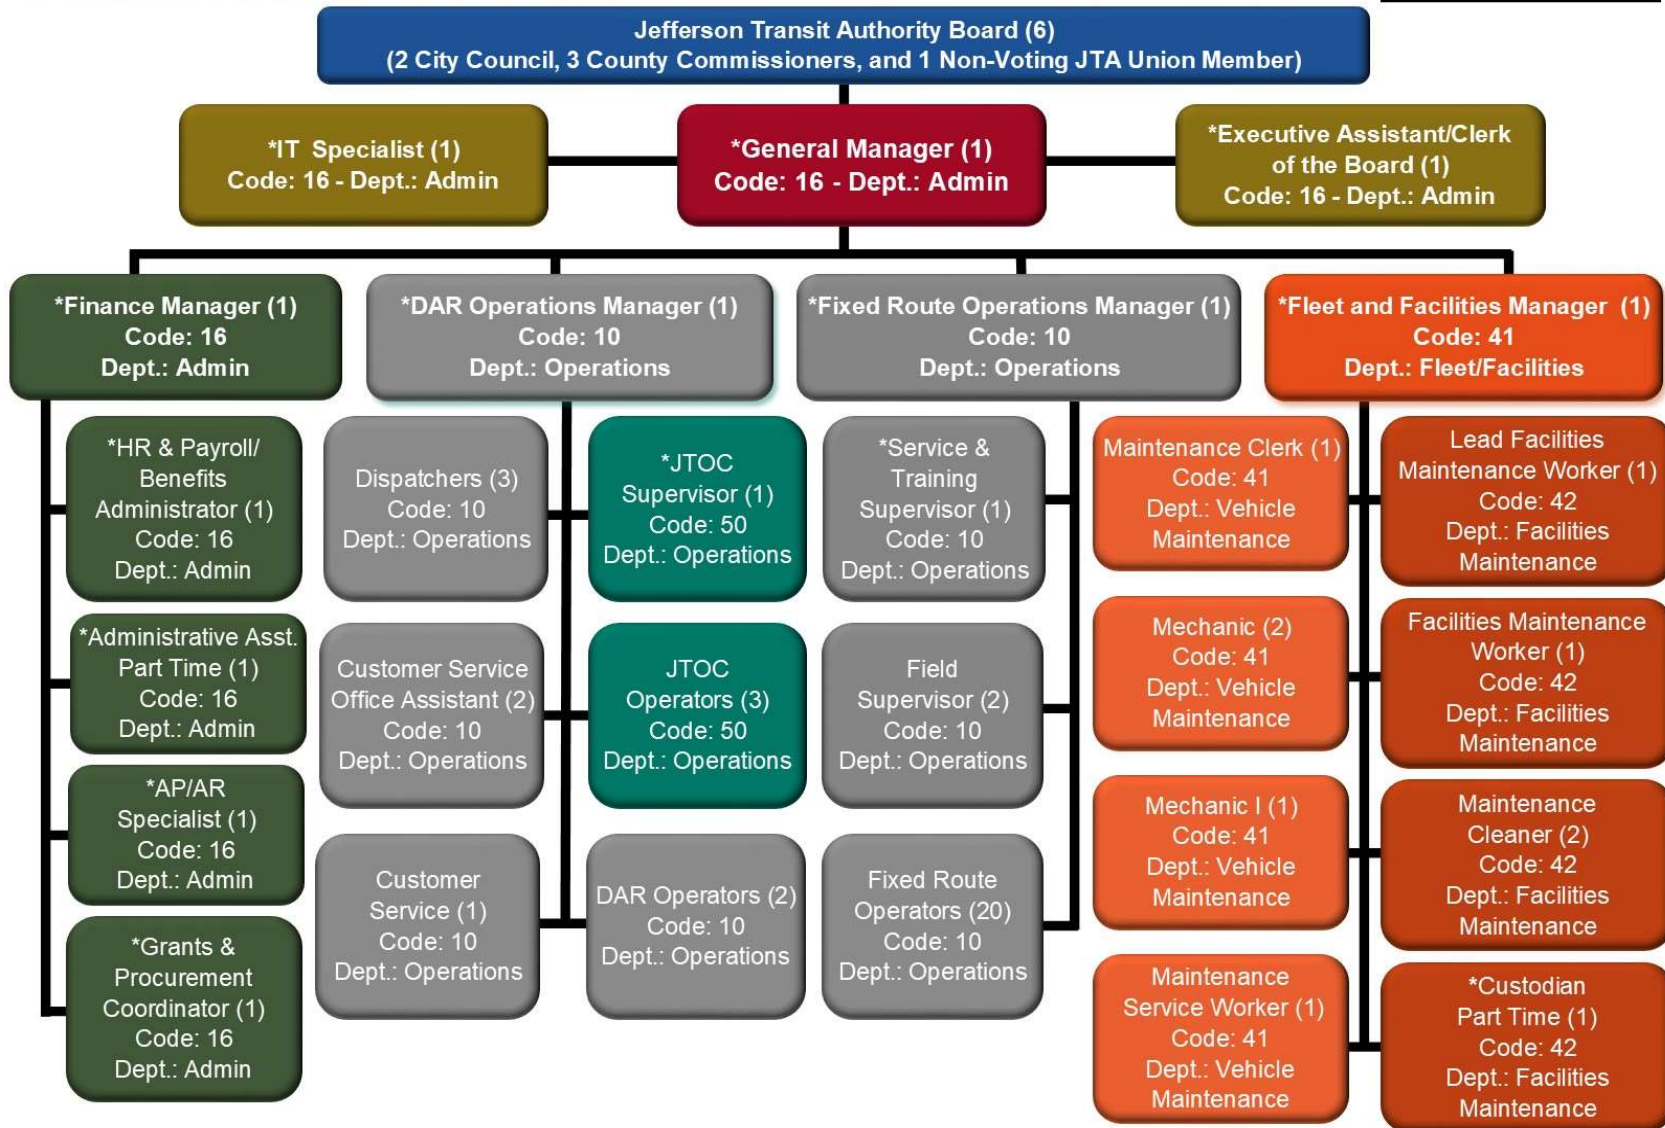 Jefferson Transit Authority Board (6)
(2 City Council, 3 County Commissioners, and 1 Non-Voting JTA Union Member)
*IT Specialist (1)
Code: 16 - Dept.: Admin
*General Manager (1)
Code: 16 - Dept.: Admin
*Executive Assistant/Clerk
of the Board (1)
Code: 16 - Dept.: Admin
*Finance Manager (1)
Code: 16
Dept.: Admin
*DAR Operations Manager (1)
Code: 10
Dept.: Operations
*Fixed Route Operations Manager (1)
Code: 10
Dept.: Operations
*Fleet and Facilities Manager (1)
Code: 41
Dept.: Fleet/Facilities
*HR & Payroll/
Benefits
Administrator (1)
Code: 16
Dept.: Admin
*Administrative Asst.
Part Time (1)
Code: 16
Dept.: Admin
*AP/AR
Specialist (1)
Code: 16
Dept.: Admin
*Grants &
Procurement
Coordinator (1)
Code: 16
Dept.: Admin
Dispatchers (3)
Code: 10
Dept.: Operations
Customer Service
Office Assistant (2)
Code: 10
Dept.: Operations
Customer
Service (1)
Code: 10
Dept.: Operations
*JTOC
Supervisor (1)
Code: 50
Dept.: Operations
JTOC
Operators (3)
Code: 50
Dept.: Operations
DAR Operators (2)
Code: 10
Dept.: Operations
*Service &
Training
Supervisor (1)
Code: 10
Dept.: Operations
Field
Supervisor (2)
Code: 10
Dept.: Operations
Fixed Route
Operators (20)
Code: 10
Dept.: Operations
Maintenance Clerk (1)
Code: 41
Dept.: Vehicle
Maintenance
Mechanic (2)
Code: 41
Dept.: Vehicle
Maintenance
Mechanic I (1)
Code: 41
Dept.: Vehicle
Maintenance
Maintenance
Service Worker (1)
Code: 41
Dept.: Vehicle
Maintenance
Lead Facilities
Maintenance Worker (1)
Code: 42
Dept.: Facilities
Maintenance
Facilities Maintenance
Worker (1)
Code: 42
Dept.: Facilities
Maintenance
Maintenance
Cleaner (2)
Code: 42
Dept.: Facilities
Maintenance
*Custodian
Part Time (1)
Code: 42
Dept.: Facilities
Maintenance